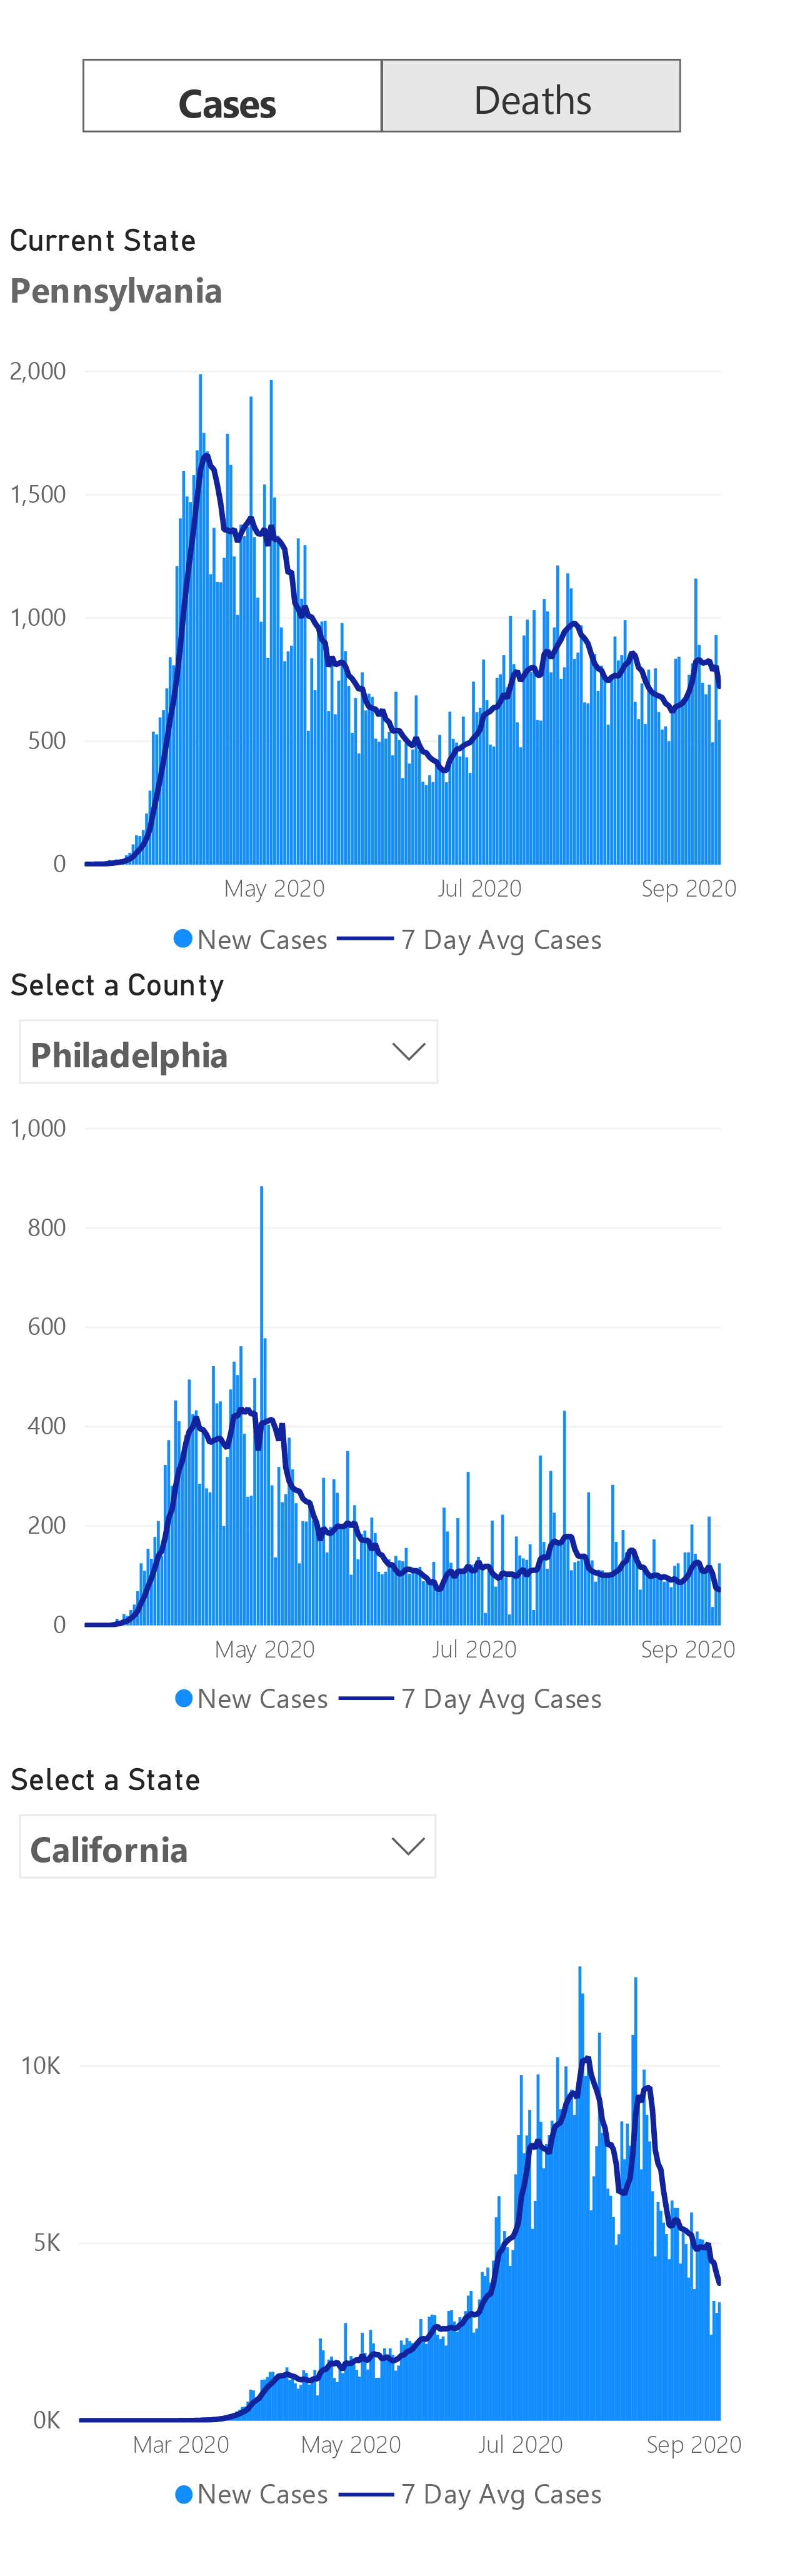 Cases Deaths
Current State
Pennsylvania
2,000
1,500
1,000
500
0
May 2020 Jul 2020 Sep 2020
New Cases 7 Day Avg Cases
Select a County
Philadelphia
1,000
800
600
400
200
0
May 2020 Jul 2020 Sep 2020
New Cases 7 Day Avg Cases
Select a State
California
10K
5K
0K
Mar 2020 May 2020 Jul 2020 Sep 2020
New Cases 7 Day Avg Cases